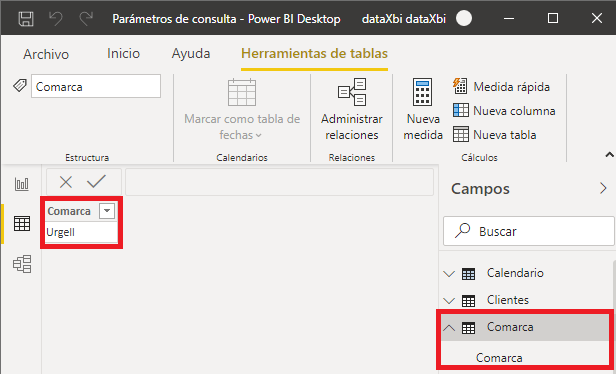 Parámetros de consulta - Power BI Desktop dataXbi dataXbi
Archivo Inicio Ayuda Herramientas de tablas
Comarca
Marcar como tabla de
fechas
Administrar
relaciones
Nueva
medida
Medida rápida
Nueva columna
Nueva tabla
Estructura Calendarios Relaciones Cálculos
Comarca
Urgell
Campos
Buscar
Calendario
Clientes
Comarca
Comarca